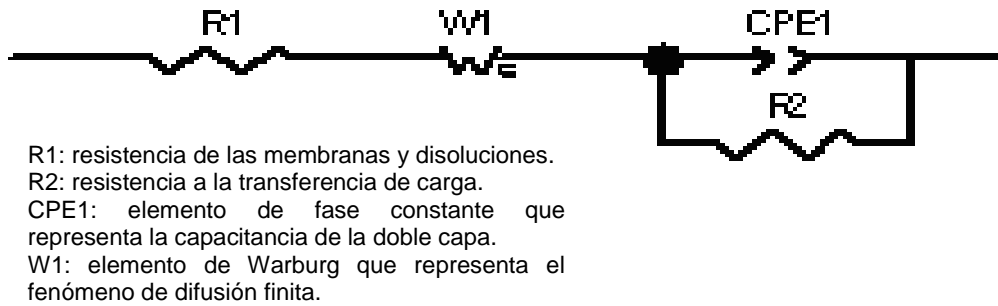 R1
W1
CPE1
R2
R1: resistencia de las membranas y disoluciones.
R2: resistencia a la transferencia de carga.
CPE1: elemento de fase constante que
representa la capacitancia de la doble capa.
W1: elemento de Warburg que representa el
fenómeno de difusión finita.